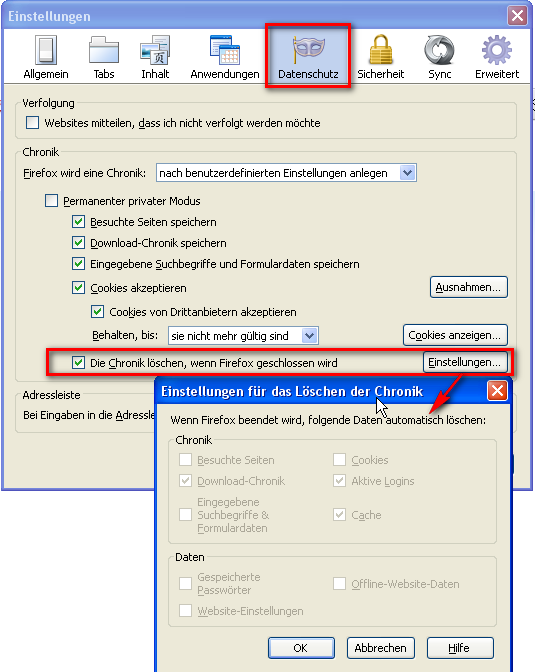 Einstellungen
Allgemein Tabs Inhalt Anwendungen Datenschutz Sicherheit Sync Erweitert
Verfolgung
Websites mitteilen, dass ich nicht verfolgt werden möchte
Chronik
Firefox wird eine Chronik: nach benutzerdefinierten Einstellungen anlegen
Permanenter privater Modus
Besuchte Seiten speichern
Download-Chronik speichern
Eingegebene Suchbegriffe und Formulardaten speichern
Cookies akzeptieren Ausnahmen...
Cookies von Drittanbietern akzeptieren
Behalten, bis: sie nicht mehr gültig sind Cookies anzeigen...
Die Chronik löschen, wenn Firefox geschlossen wird Einstellungen...
Adressleiste
Bei Eingaben in die Adressle
Einstellungen für das Löschen der Chronik
Wenn Firefox beendet wird, folgende Daten automatisch löschen:
Chronik
Besuchte Seiten Cookies
Download-Chronik Aktive Logins
Eingegebene
Suchbegriffe & Cache
Formulardaten
Daten
Gespeicherte
Passwörter Offline-Website-Daten
Website-Einstellungen
OK Abbrechen Hilfe